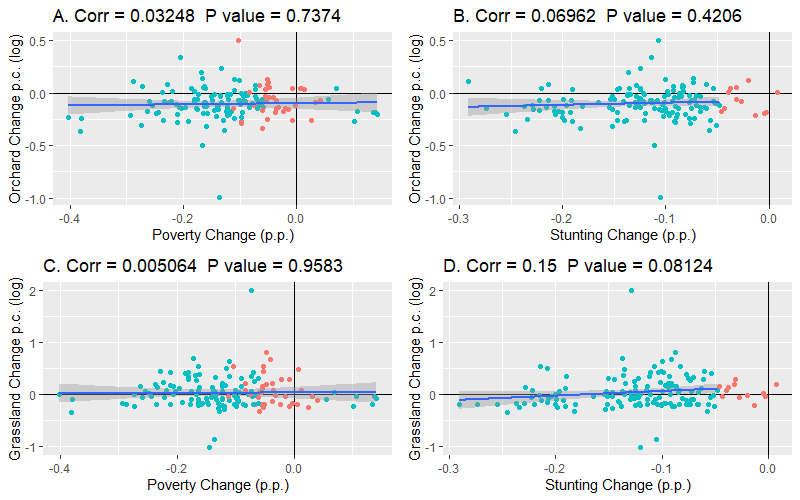 A. Corr = 0.03248 P value = 0.7374
Orchard Change p.c. (log)
0.5
0.0
-0.5
-1.0
-0.4 -0.2 0.0
Poverty Change (p.p.)
B. Corr = 0.06962 P value = 0.4206
Orchard Change p.c. (log)
0.5
0.0
-0.5
-1.0
-0.3 -0.2 -0.1 0.0
Stunting Change (p.p.)
C. Corr = 0.005064 P value = 0.9583
Grassland Change p.c. (log)
2
1
0
-1
-0.4 -0.2 0.0
Poverty Change (p.p.)
D. Corr = 0.15 P value = 0.08124
Grassland Change p.c. (log)
2
1
0
-1
-0.3 -0.2 -0.1 0.0
Stunting Change (p.p.)